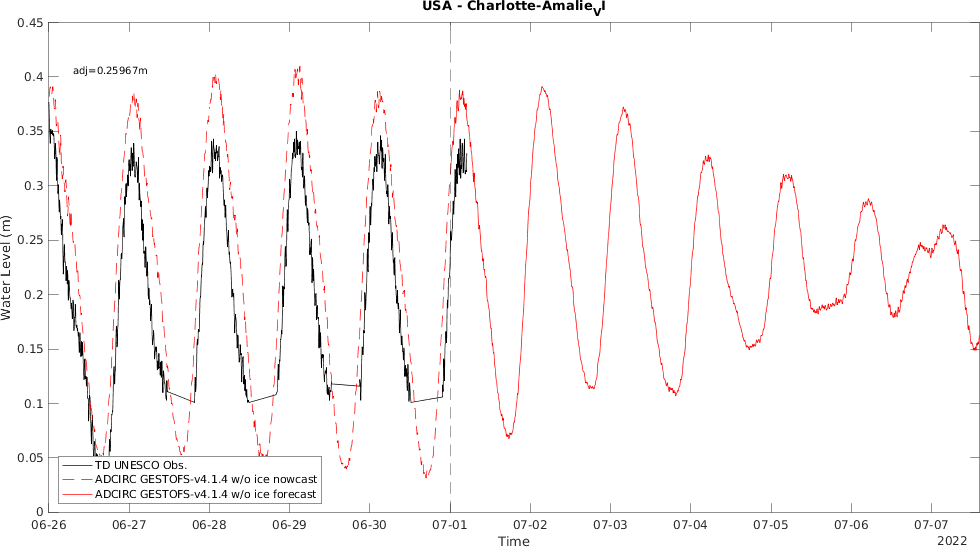 USA - Charlotte-Amalie_VI
0.45
0.4
0.35
0.3
0.25
0.2
0.15
0.1
0.05
0
Water Level (m)
adj=0.25967m
TD UNESCO Obs.
ADCIRC GESTOFS-v4.1.4 w/o ice nowcast
ADCIRC GESTOFS-v4.1.4 w/o ice forecast
06-26 06-27 06-28 06-29 06-30 07-01 07-02 07-03 07-04 07-05 07-06 07-07
Time
2022